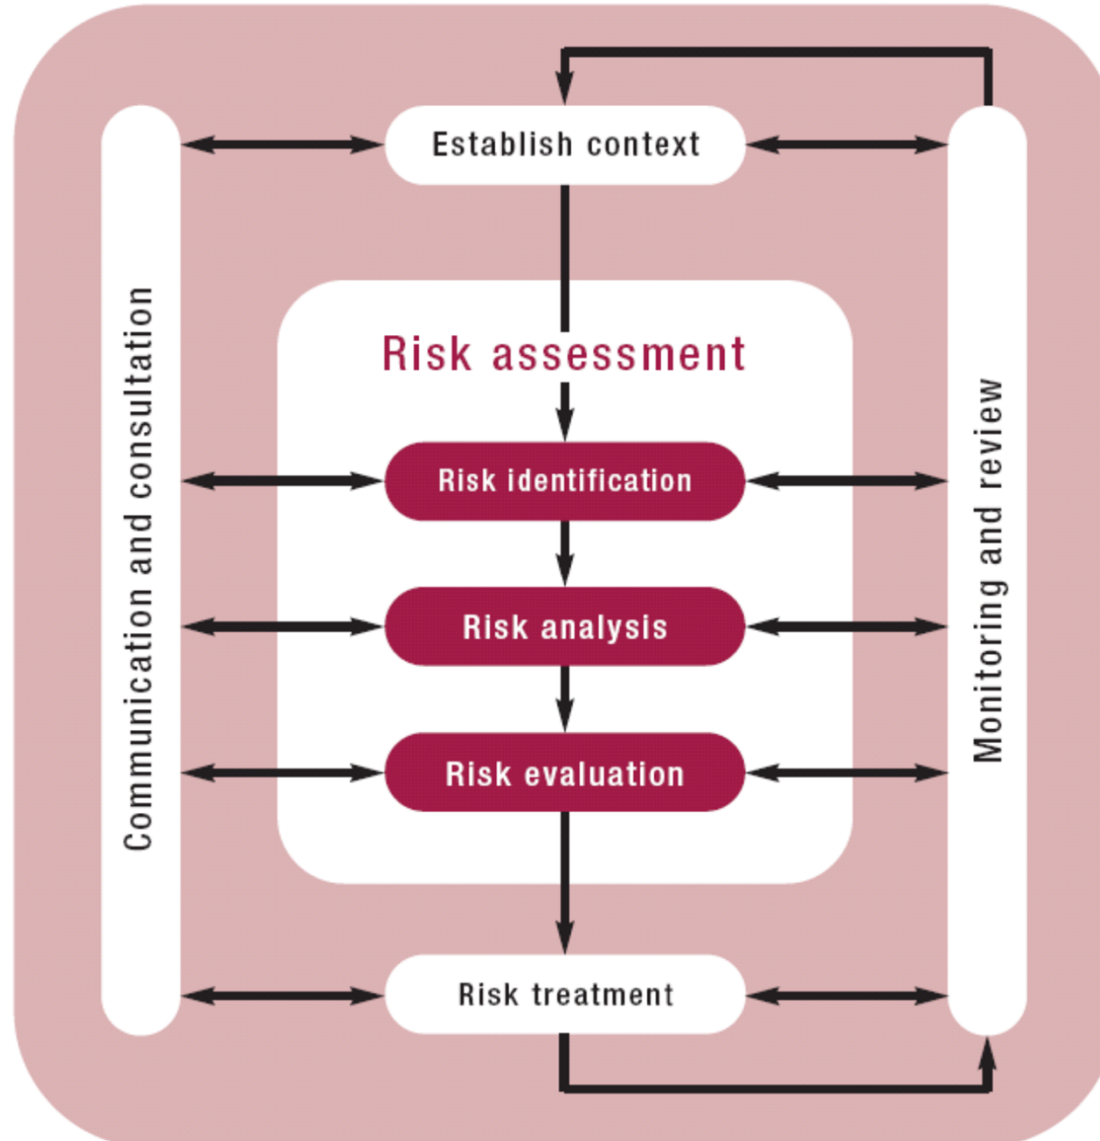 Establish context
Communication and consultation
Risk assessment
Risk identification
Risk analysis
Risk evaluation
Monitoring and review
Risk treatment